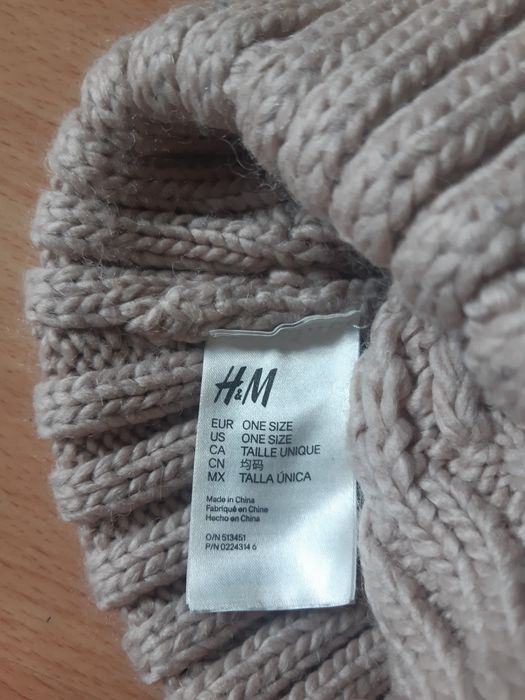 H&M
EUR ONE SIZE
US ONE SIZE
CA TAILLE UNIQUE
CN 均码
MX TALLA ÚNICA
Made in China
Fabriqué en Chine
Hecho en China
O/N 513451
P/N 0224314 6